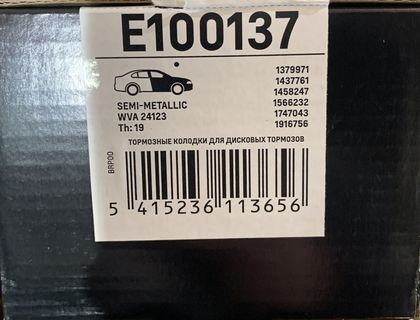 E100137
1379971
1437761
SEMI-METALLIC 1458247
WVA 24123 1566232
Th: 19 1747043
1916756
ТОРМОЗНЫЕ КОЛОДКИ ДЛЯ ДИСКОВЫХ ТОРМОЗОВ
BRP00
5 415236 113656